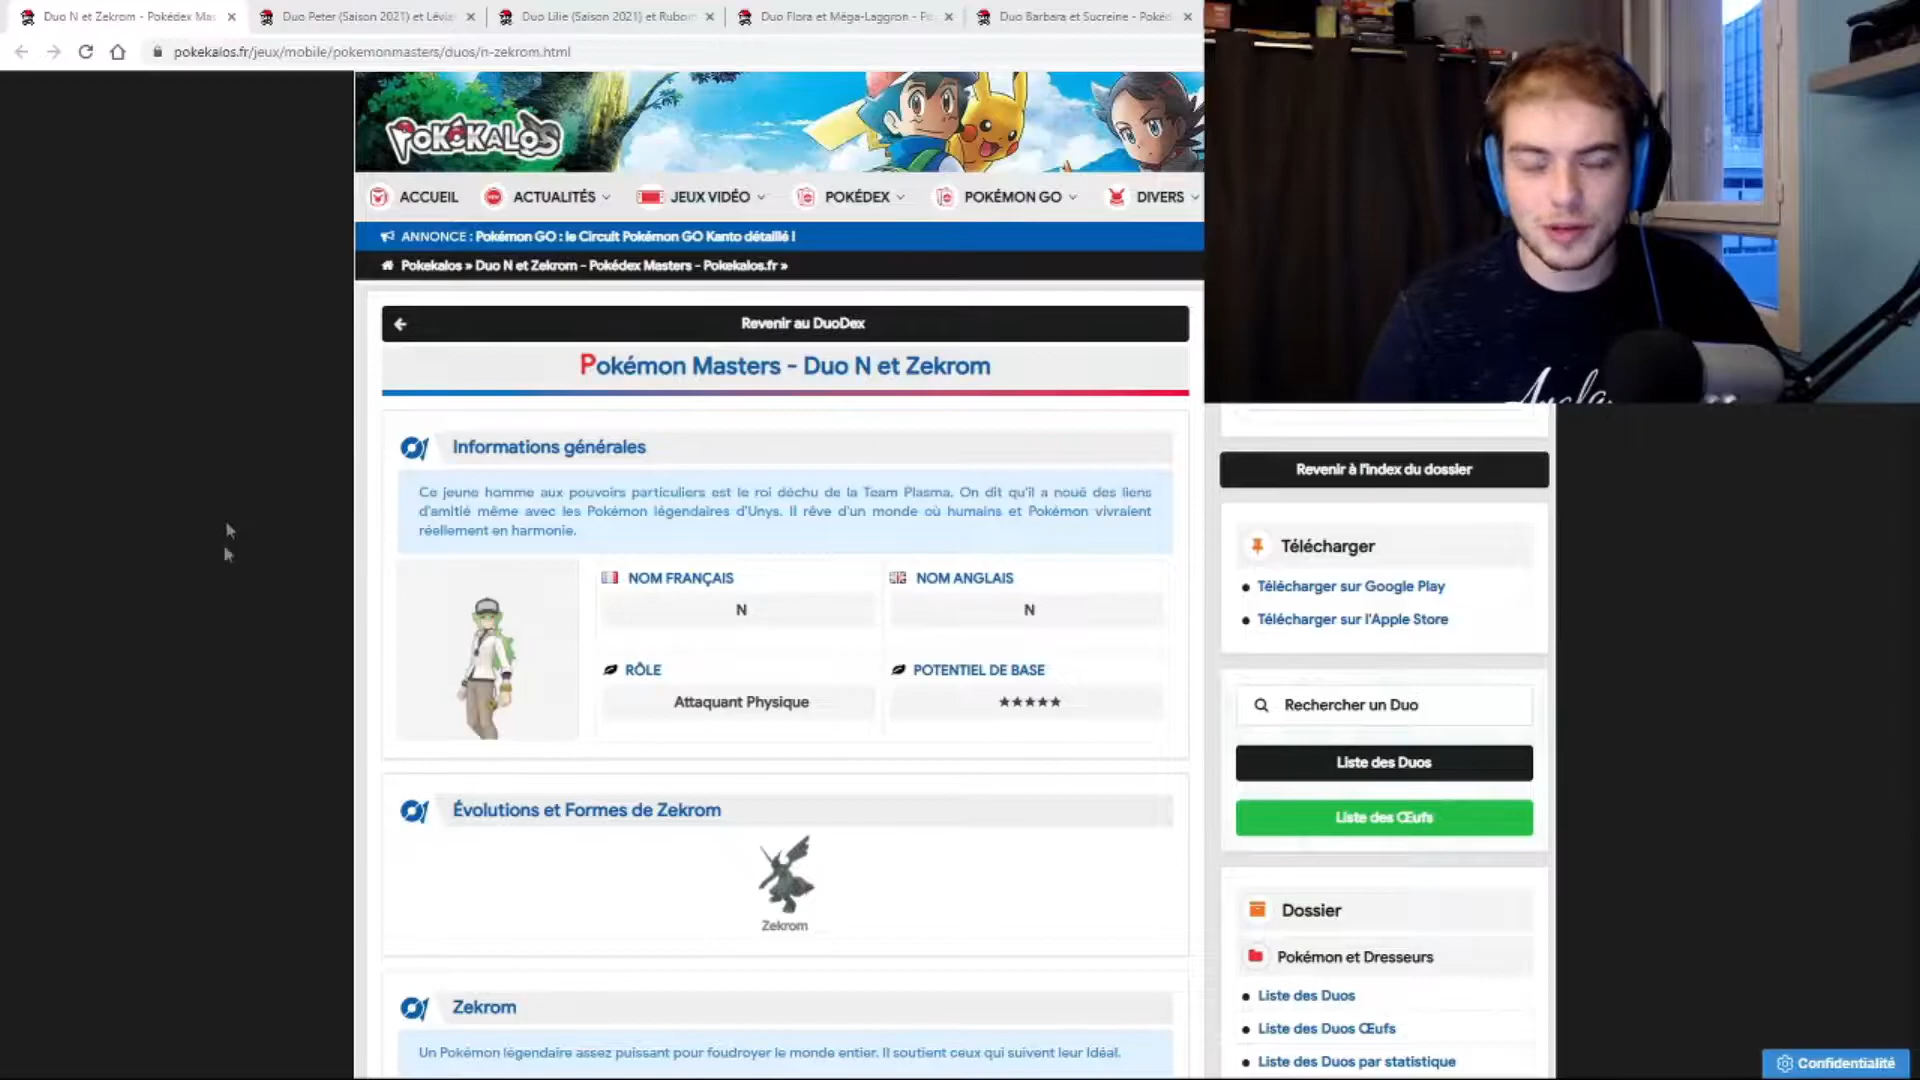 Duo N et Zekrom - Pokédex Mas
Duo Peter (Saison 2021) et Lévia
Duo Lilie (Saison 2021) et Rubom
Duo Flora et Méga-Laggron - P
Duo Barbara et Sucreine - Poké
pokekalos.fr/jeux/mobile/pokemonmasters/duos/n-zekrom.html
POKÉKALOS
ACCUEIL
ACTUALITÉS
JEUX VIDÉO
POKÉDEX
POKÉMON GO
DIVERS
ANNONCE : Pokémon GO : le Circuit Pokémon GO Kanto détaillé !
Pokekalos » Duo N et Zekrom - Pokédex Masters - Pokekalos.fr »
Revenir au DuoDex
Pokémon Masters - Duo N et Zekrom
Informations générales
Ce jeune homme aux pouvoirs particuliers est le roi déchu de la Team Plasma. On dit qu'il a noué des liens
d'amitié même avec les Pokémon légendaires d'Unys. Il rêve d'un monde où humains et Pokémon vivraient
réellement en harmonie.
NOM FRANÇAIS
N
NOM ANGLAIS
N
RÔLE
Attaquant Physique
POTENTIEL DE BASE
★★★★★
Évolutions et Formes de Zekrom
Zekrom
Zekrom
Un Pokémon légendaire assez puissant pour foudroyer le monde entier. Il soutient ceux qui suivent leur Idéal.
Revenir à l'index du dossier
Télécharger
Télécharger sur Google Play
Télécharger sur l'Apple Store
Rechercher un Duo
Liste des Duos
Liste des Œufs
Dossier
Pokémon et Dresseurs
Liste des Duos
Liste des Duos Œufs
Liste des Duos par statistique
Confidentialité